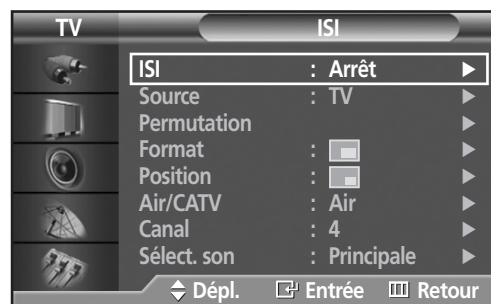 TV ISI
ISI : Arrêt
Source : TV
Permutation
Format :
Position :
Air/CATV : Air
Canal : 4
Sélect. son : Principale
Dépl. Entrée Retour